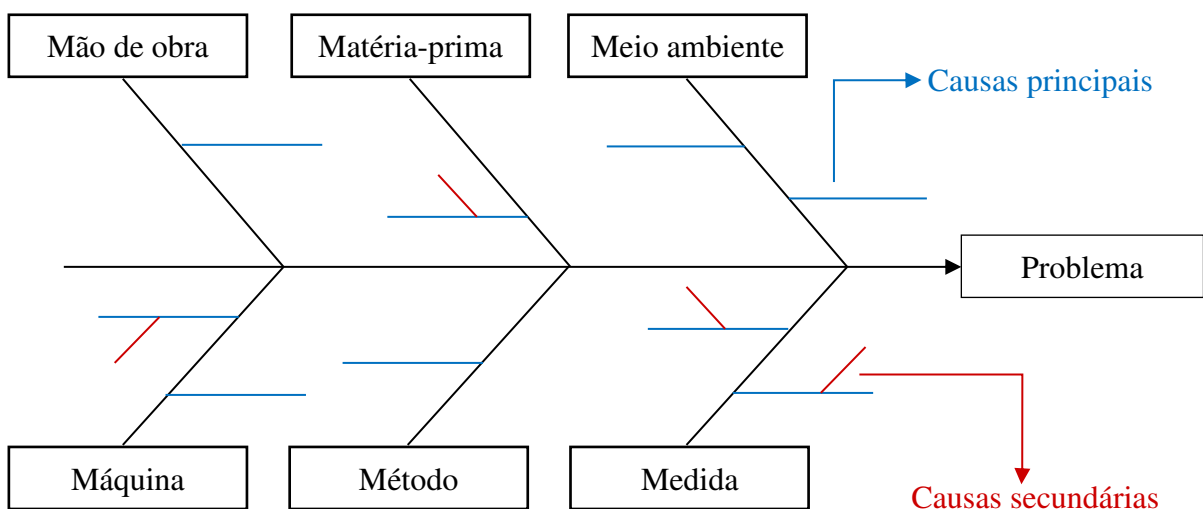 Mão de obra
Matéria-prima
Meio ambiente
Causas principais
Problema
Máquina
Método
Medida
Causas secundárias